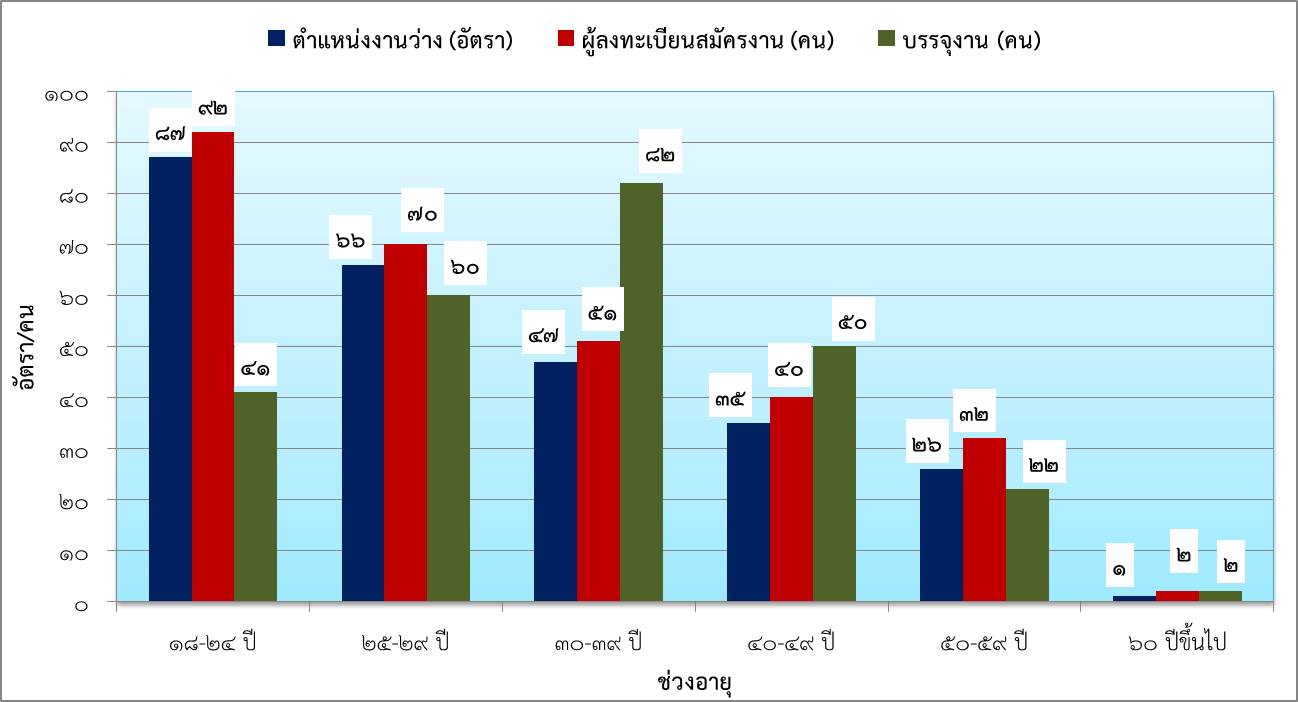 ตำแหน่งงานว่าง (อัตรา) ผู้ลงทะเบียนสมัครงาน (คน) บรรจุงาน (คน)
อัตรา/คน
๑๐๐
๙๐
๘๐
๗๐
๖๐
๕๐
๔๐
๓๐
๒๐
๑๐
๐
๘๗ ๙๒ ๔๑
๖๖ ๗๐ ๖๐
๔๗ ๕๑ ๘๒
๓๕ ๔๐ ๕๐
๒๖ ๓๒ ๒๒
๑ ๒ ๒
๑๘-๒๔ ปี ๒๕-๒๙ ปี ๓๐-๓๙ ปี ๔๐-๔๙ ปี ๕๐-๕๙ ปี ๖๐ ปีขึ้นไป
ช่วงอายุ